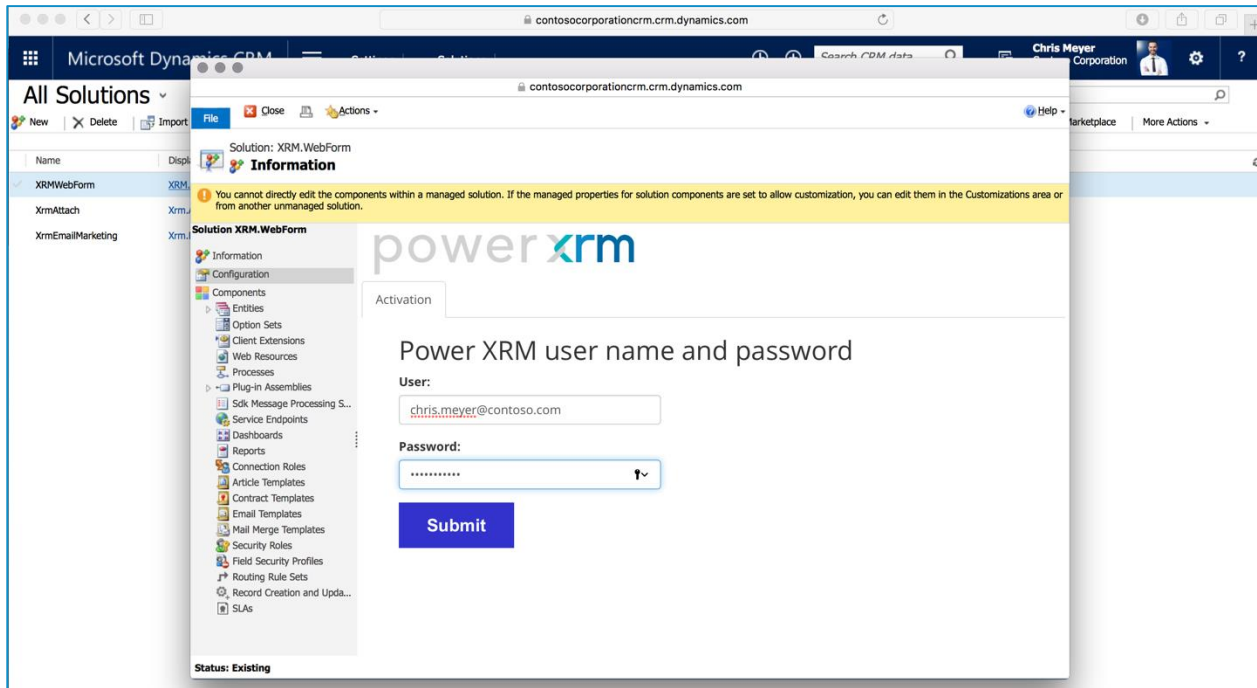 contosocorporationcrm.crm.dynamics.com
Microsoft Dynamics CRM
Search CRM data
Chris Meyer
Corporation
?
All Solutions
New
Delete
Import
Marketplace
More Actions
Name
XRMWebForm
XRM.
XrmAttach
XrmEmailMarketing
contosocorporationcrm.crm.dynamics.com
File
Close
Actions
Help
Solution: XRM.WebForm
Information
You cannot directly edit the components within a managed solution. If the managed properties for solution components are set to allow customization, you can edit them in the Customizations area or
from another unmanaged solution.
Solution XRM.WebForm
Information
Configuration
Components
Entities
Option Sets
Client Extensions
Web Resources
Processes
Plug-in Assemblies
Sdk Message Processing S...
Service Endpoints
Dashboards
Reports
Connection Roles
Article Templates
Contract Templates
Email Templates
Mail Merge Templates
Security Roles
Field Security Profiles
Routing Rule Sets
Record Creation and Upda...
SLAs
Status: Existing
power xrm
Activation
Power XRM user name and password
User:
chris.meyer@contoso.com
Password:
Submit